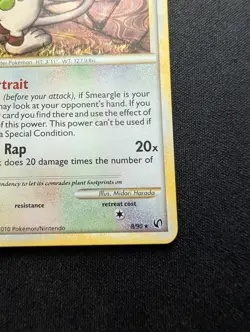 Pokémon. HT: 3'11" WT: 127.9 lbs.
trait
(before your attack), if Smeargle is your
may look at your opponent's hand. If you
card you find there and use the effect of
of this power. This power can't be used if
a Special Condition.
Rap 20x
does 20 damage times the number of
dency to let its comrades plant footprints on
Illus. Midori Harada
resistance retreat cost
8/90 ★
010 Pokémon/Nintendo